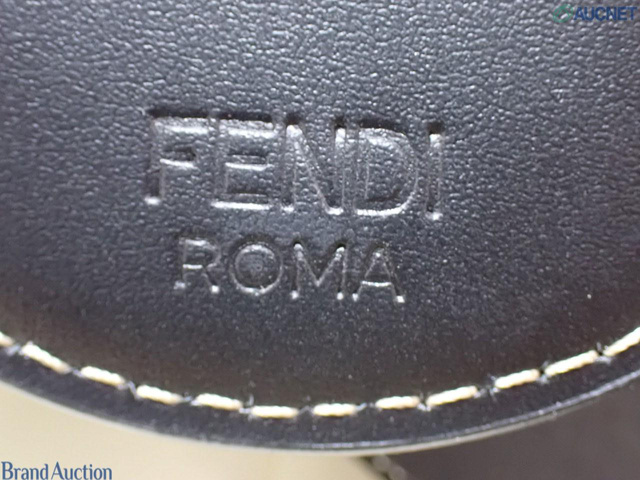 AUCNET
FENDI
ROMA
Brand Auction